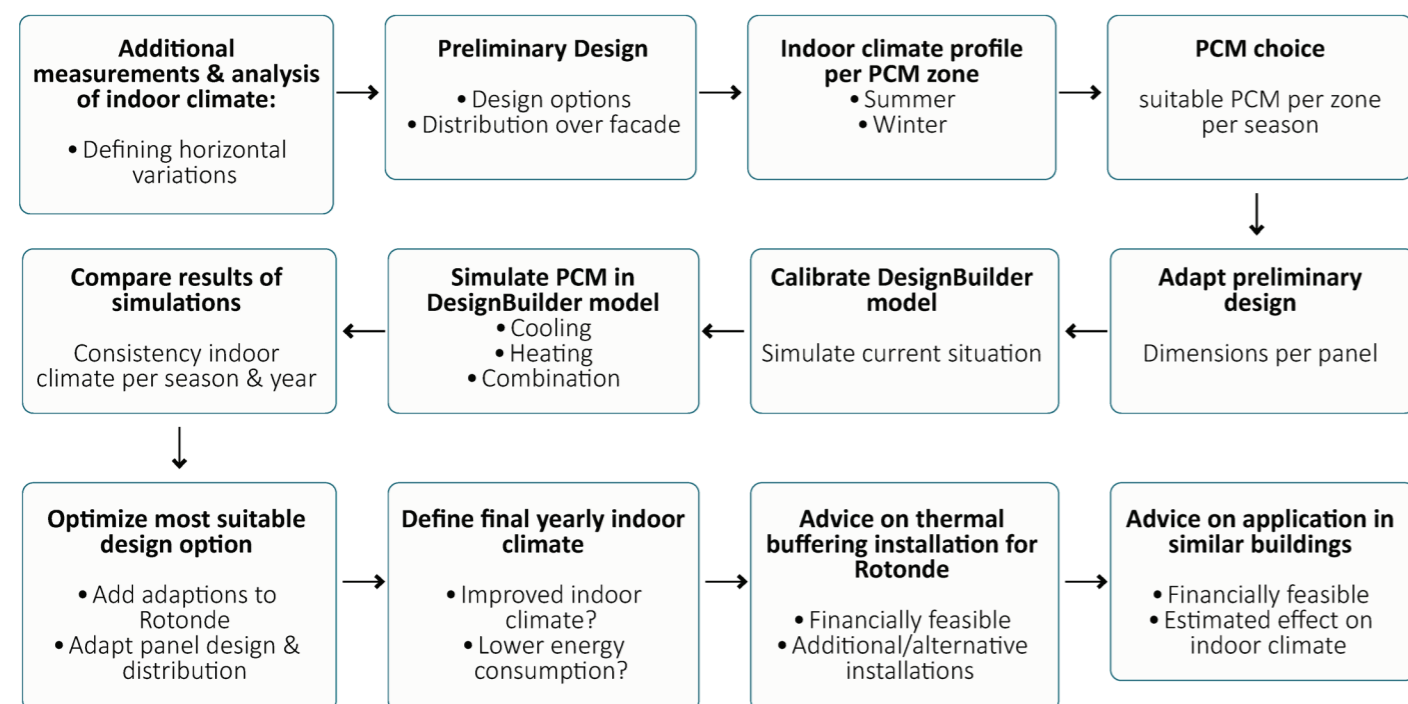 Additional
measurements & analysis
of indoor climate:
• Defining horizontal
variations
Preliminary Design
• Design options
• Distribution over facade
Indoor climate profile
per PCM zone
• Summer
• Winter
PCM choice
suitable PCM per zone
per season
Adapt preliminary
design
Dimensions per panel
Calibrate DesignBuilder
model
Simulate current situation
Simulate PCM in
DesignBuilder model
• Cooling
• Heating
• Combination
Compare results of
simulations
Consistency indoor
climate per season & year
Optimize most suitable
design option
• Add adaptions to
Rotonde
• Adapt panel design &
distribution
Define final yearly indoor
climate
• Improved indoor
climate?
• Lower energy
consumption?
Advice on thermal
buffering installation for
Rotonde
• Financially feasible
• Additional/alternative
installations
Advice on application in
similar buildings
• Financially feasible
• Estimated effect on
indoor climate